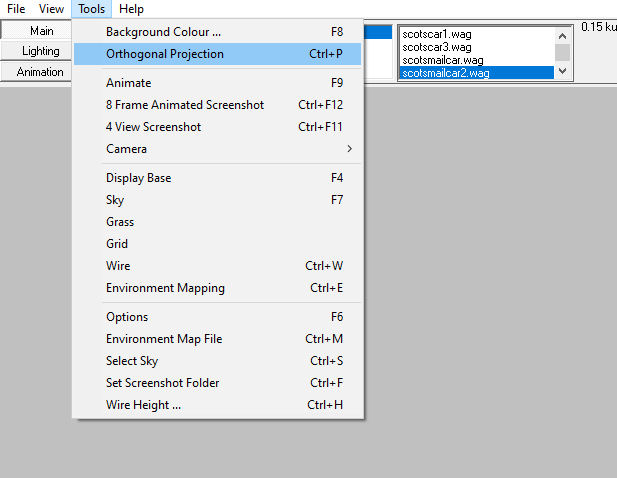 File View Tools Help
Main
Lighting
Animation
Background Colour ... F8
Orthogonal Projection Ctrl+P
Animate F9
8 Frame Animated Screenshot Ctrl+F12
4 View Screenshot Ctrl+F11
Camera
Display Base F4
Sky F7
Grass
Grid
Wire Ctrl+W
Environment Mapping Ctrl+E
Options F6
Environment Map File Ctrl+M
Select Sky Ctrl+S
Set Screenshot Folder Ctrl+F
Wire Height ... Ctrl+H
scotscar1.wag
scotscar3.wag
scotsmailcar.wag
scotsmailcar2.wag
0.15 ku